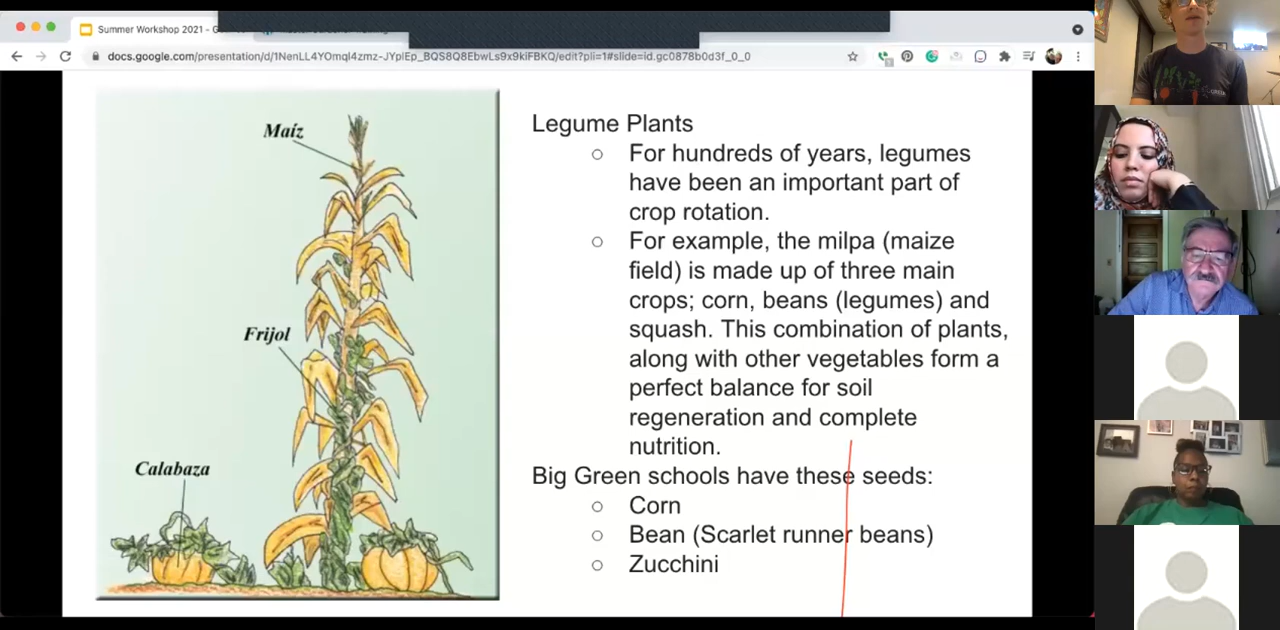 Summer Workshop 2021 - G
docs.google.com/presentation/d/1NenLL4YOmqI4zmz-JYpIEp_BQS8Q8EbwLs9x9kiFBKQ/edit?pli=1#slide=id.gc0878b0d3f_0_0
Maíz
Frijol
Calabaza
Legume Plants
For hundreds of years, legumes
have been an important part of
crop rotation.
For example, the milpa (maize
field) is made up of three main
crops; corn, beans (legumes) and
squash. This combination of plants,
along with other vegetables form a
perfect balance for soil
regeneration and complete
nutrition.
Big Green schools have these seeds:
Corn
Bean (Scarlet runner beans)
Zucchini